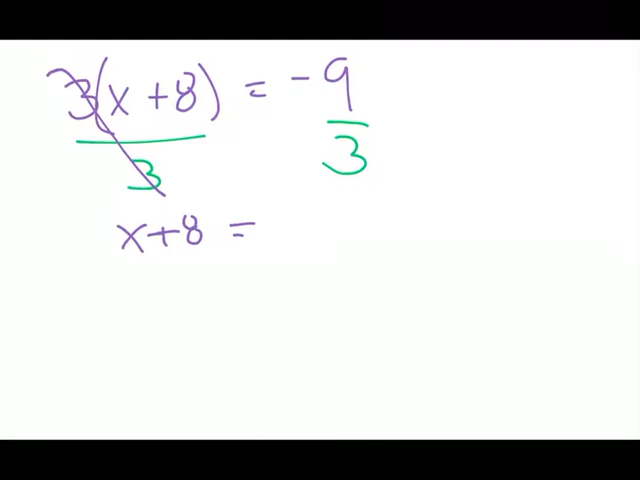 3(x+8) = -9
3 3
x+8 =